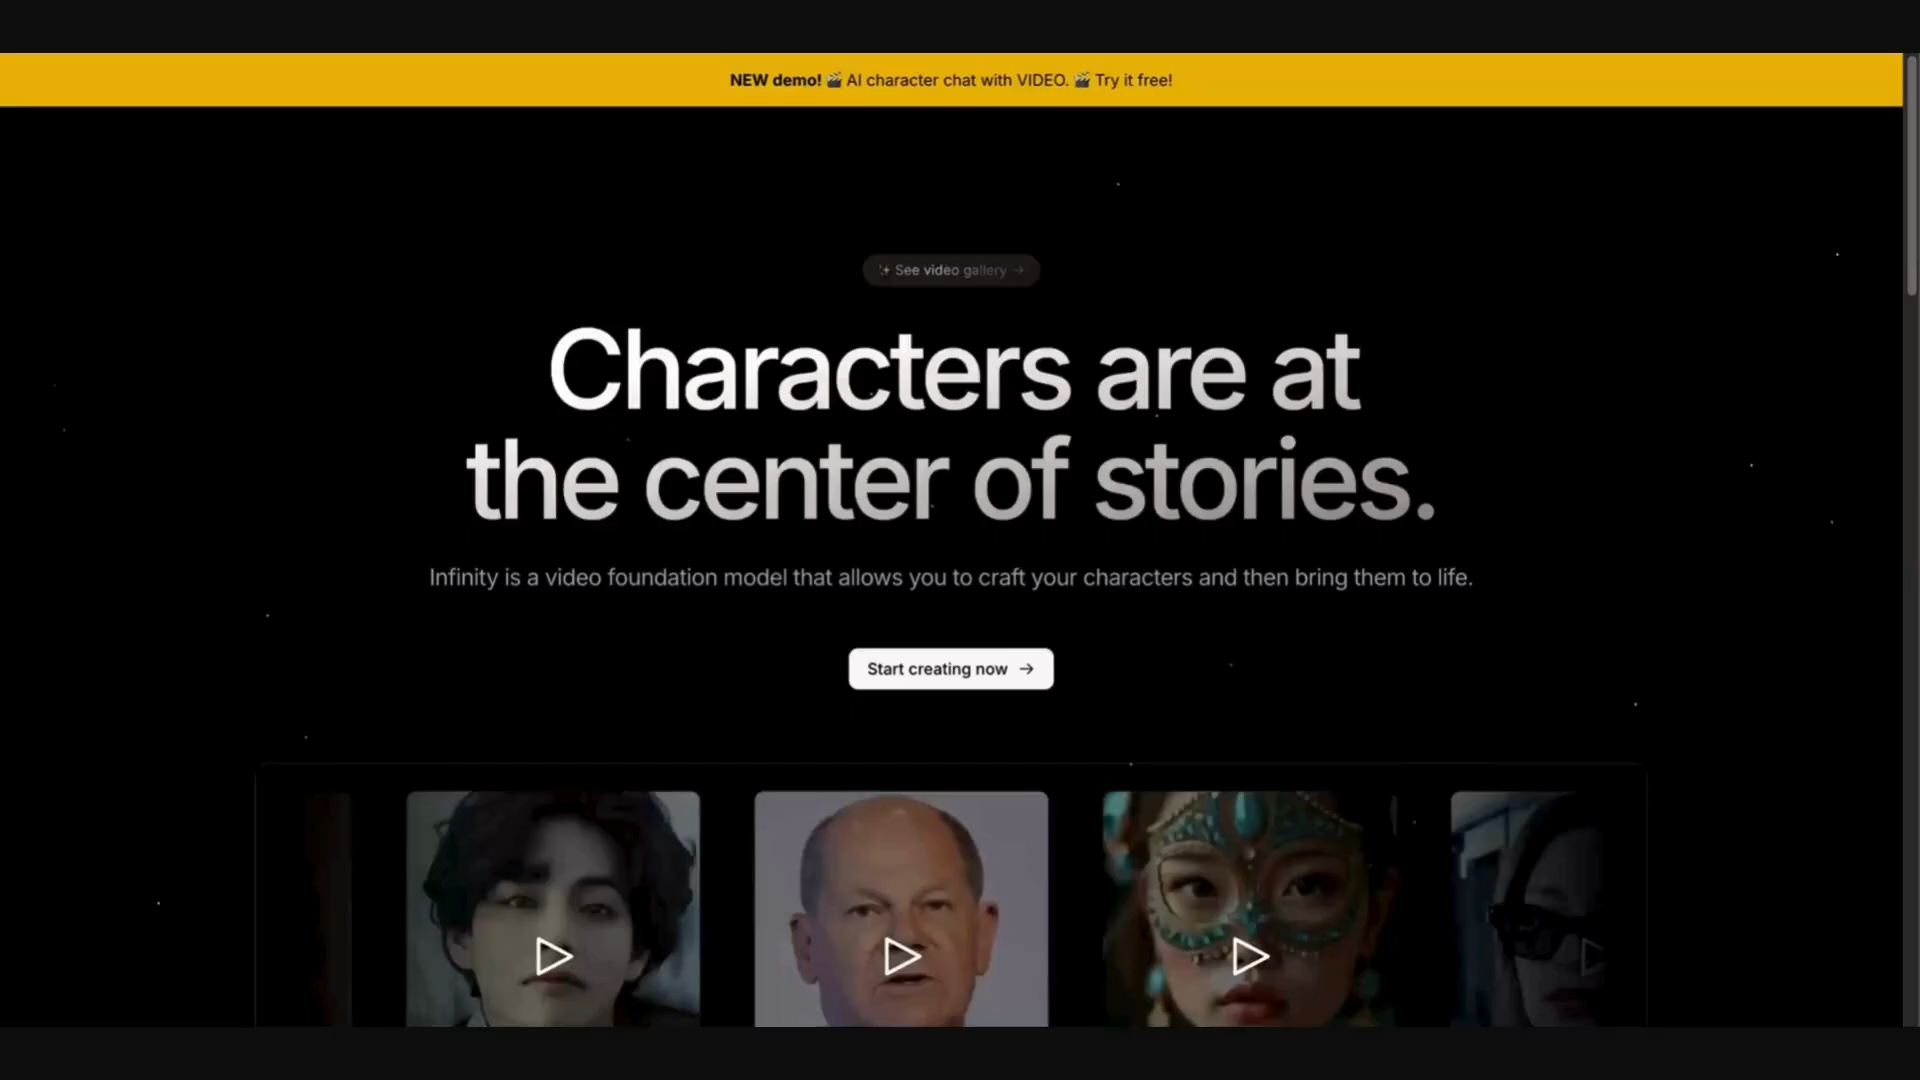 NEW demo! 🎬 AI character chat with VIDEO. 🎬 Try it free!
✨ See video gallery →
Characters are at
the center of stories.
Infinity is a video foundation model that allows you to craft your characters and then bring them to life.
Start creating now →